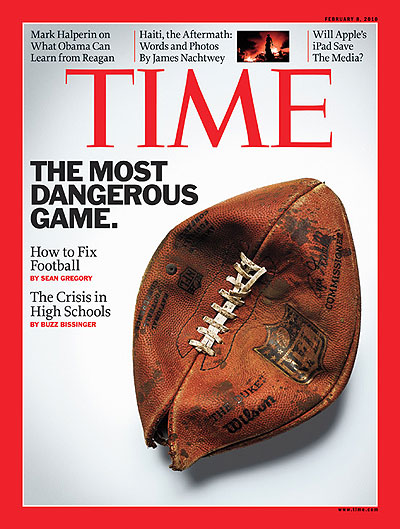 FEBRUARY 8, 2010
Mark Halperin on
What Obama Can
Learn from Reagan
Haiti, the Aftermath:
Words and Photos
By James Nachtwey
Will Apple's
iPad Save
The Media?
TIME
THE MOST
DANGEROUS
GAME.
How to Fix
Football
BY SEAN GREGORY
The Crisis in
High Schools
BY BUZZ BISSINGER
COMMISSIONER
NFL
"THE DUKE"
Wilson
www.time.com